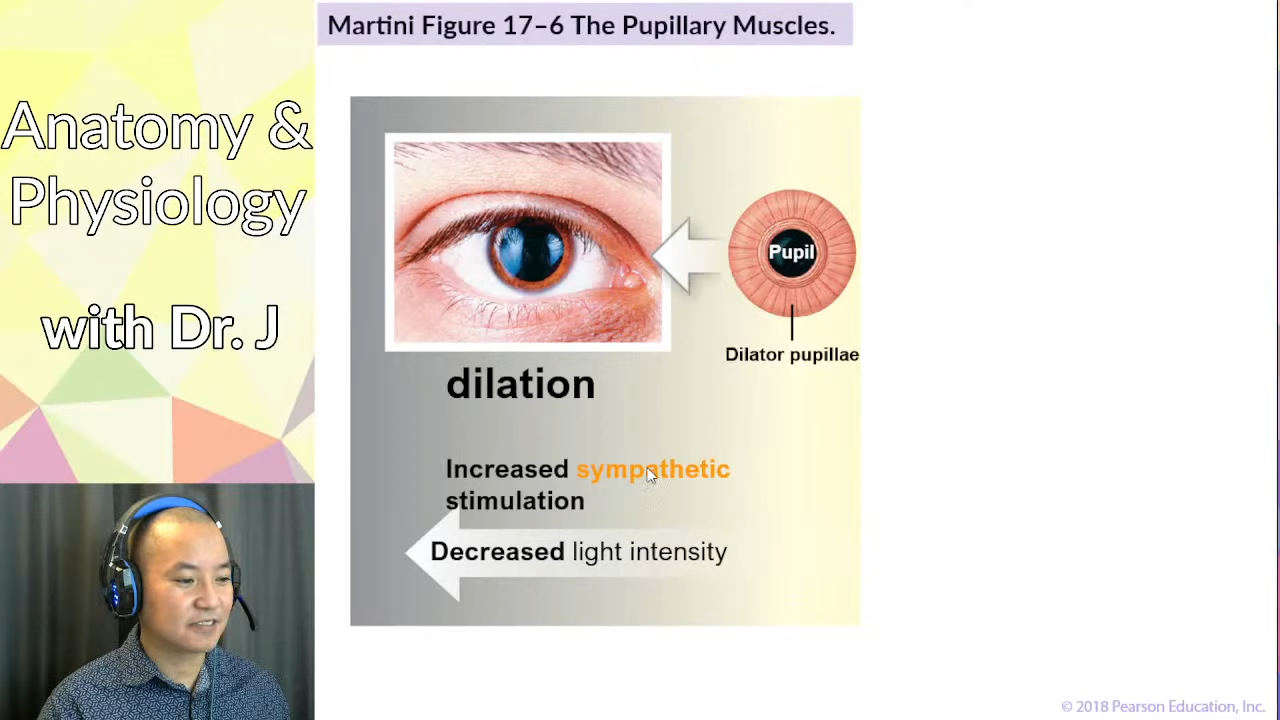 Anatomy &
Physiology
with Dr. J
Martini Figure 17–6 The Pupillary Muscles.
Pupil
Dilator pupillae
dilation
Increased sympathetic
stimulation
Decreased light intensity
© 2018 Pearson Education, Inc.